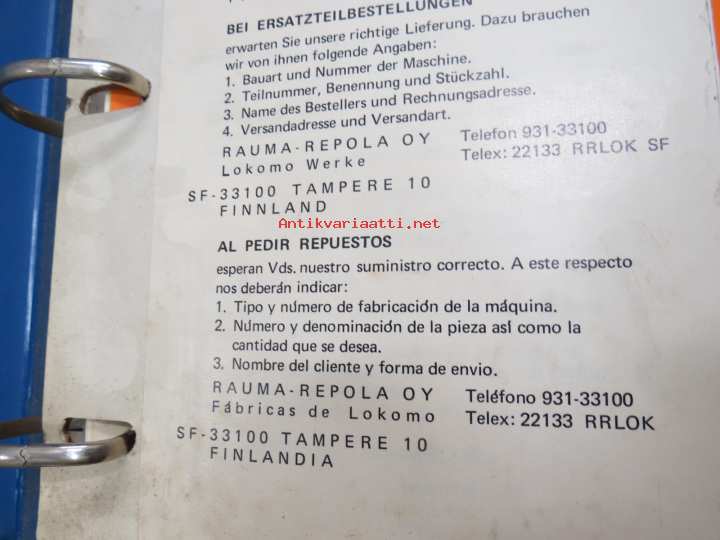 BEI ERSATZTEILBESTELLUNGEN
erwarten Sie unsere richtige Lieferung. Dazu brauchen
wir von ihnen folgende Angaben:
1. Bauart und Nummer der Maschine.
2. Teilnummer, Benennung und Stückzahl.
3. Name des Bestellers und Rechnungsadresse.
4. Versandadresse und Versandart.
RAUMA-REPOLA OY Telefon 931-33100
Lokomo Werke Telex: 22133 RRLOK SF
SF-33100 TAMPERE 10
FINNLAND
Antikvariaatti.net
AL PEDIR REPUESTOS
esperan Vds. nuestro suministro correcto. A este respecto
nos deberán indicar:
1. Tipo y número de fabricación de la máquina.
2. Número y denominación de la pieza así como la
cantidad que se desea.
3. Nombre del cliente y forma de envio.
RAUMA-REPOLA OY Teléfono 931-33100
Fábricas de Lokomo Telex: 22133 RRLOK
SF-33100 TAMPERE 10
FINLANDIA